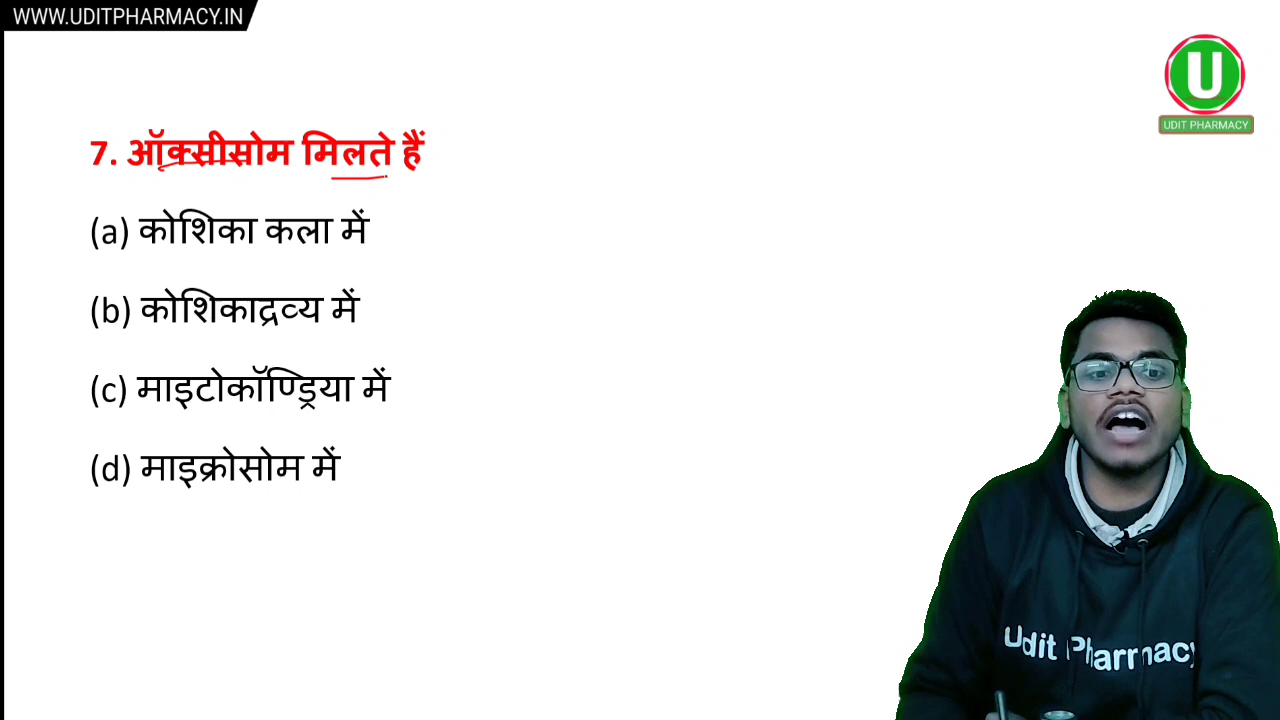 WWW.UDITPHARMACY.IN
U
UDIT PHARMACY
7. ऑक्सीसोम मिलते हैं
(a) कोशिका कला में
(b) कोशिकाद्रव्य में
(c) माइटोकॉण्ड्रिया में
(d) माइक्रोसोम में
Udit Pharmacy